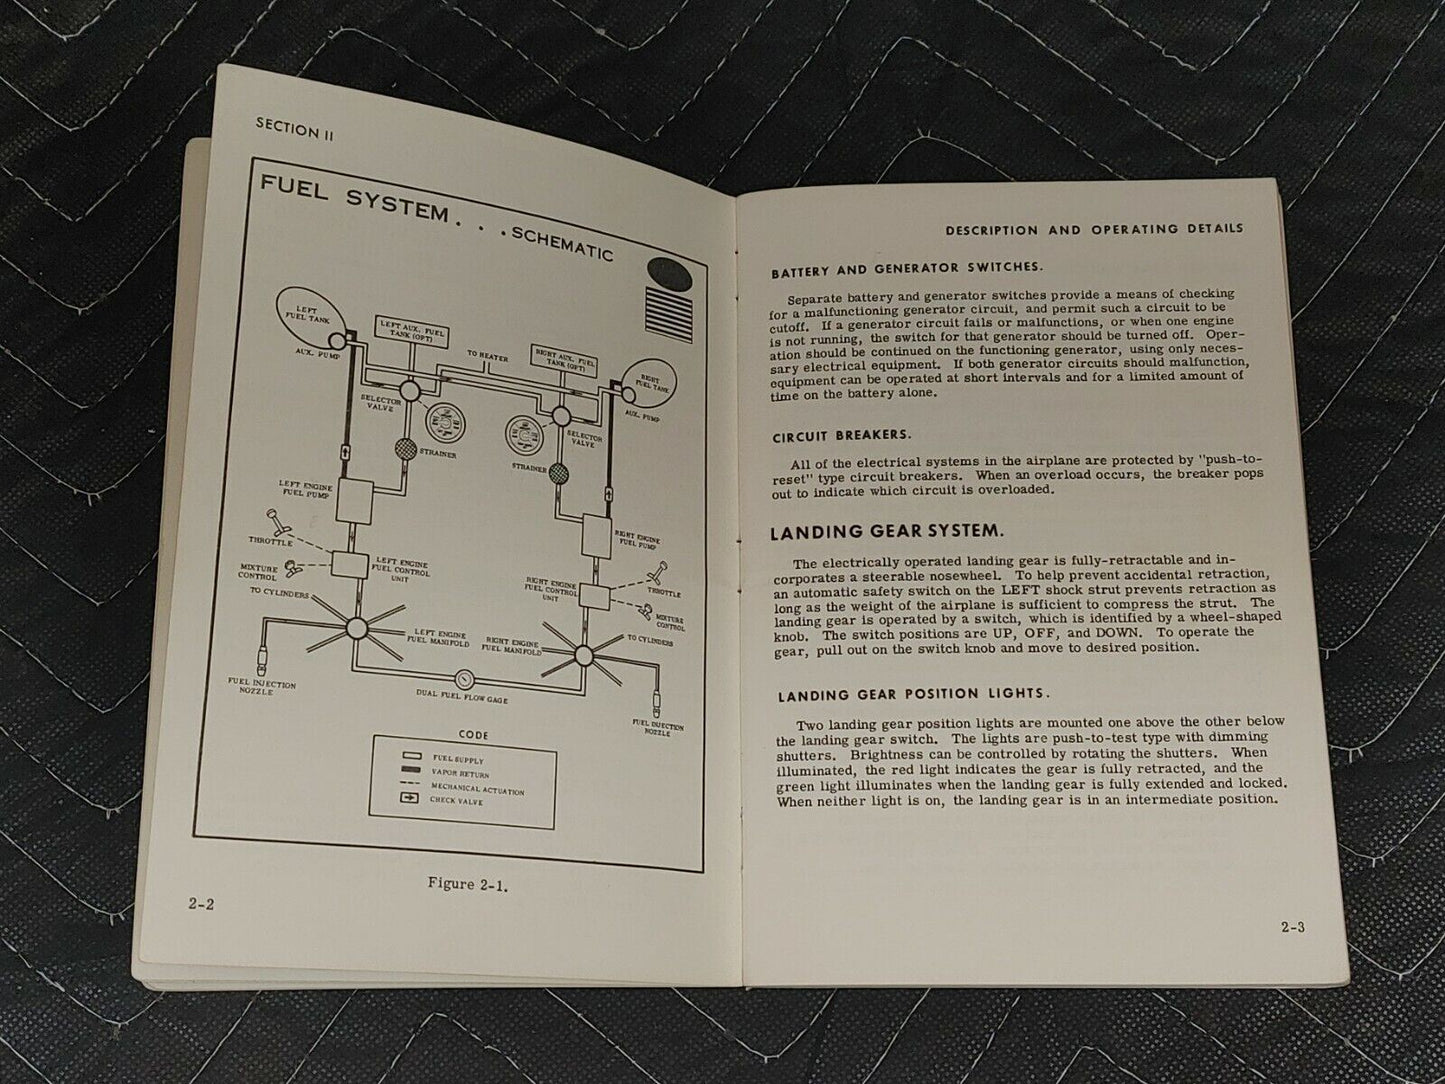 SECTION II
FUEL SYSTEM. . .SCHEMATIC
LEFT
FUEL TANK
AUX. PUMP
LEFT AUX. FUEL
TANK (OPT)
TO HEATER
RIGHT AUX. FUEL
TANK (OPT)
RIGHT
FUEL TANK
AUX. PUMP
SELECTOR
VALVE
SELECTOR
VALVE
STRAINER
STRAINER
LEFT ENGINE
FUEL PUMP
RIGHT ENGINE
FUEL PUMP
THROTTLE
MIXTURE
CONTROL
LEFT ENGINE
FUEL CONTROL
UNIT
RIGHT ENGINE
FUEL CONTROL
UNIT
THROTTLE
MIXTURE
CONTROL
TO CYLINDERS
LEFT ENGINE
FUEL MANIFOLD
RIGHT ENGINE
FUEL MANIFOLD
TO CYLINDERS
FUEL INJECTION
NOZZLE
DUAL FUEL FLOW GAGE
FUEL INJECTION
NOZZLE
CODE
FUEL SUPPLY
VAPOR RETURN
MECHANICAL ACTUATION
CHECK VALVE
Figure 2-1.
2-2
DESCRIPTION AND OPERATING DETAILS
BATTERY AND GENERATOR SWITCHES.
Separate battery and generator switches provide a means of checking
for a malfunctioning generator circuit, and permit such a circuit to be
cutoff. If a generator circuit fails or malfunctions, or when one engine
is not running, the switch for that generator should be turned off. Oper-
ation should be continued on the functioning generator, using only neces-
sary electrical equipment. If both generator circuits should malfunction,
equipment can be operated at short intervals and for a limited amount of
time on the battery alone.
CIRCUIT BREAKERS.
All of the electrical systems in the airplane are protected by "push-to-
reset" type circuit breakers. When an overload occurs, the breaker pops
out to indicate which circuit is overloaded.
LANDING GEAR SYSTEM.
The electrically operated landing gear is fully-retractable and in-
corporates a steerable nosewheel. To help prevent accidental retraction,
an automatic safety switch on the LEFT shock strut prevents retraction as
long as the weight of the airplane is sufficient to compress the strut. The
landing gear is operated by a switch, which is identified by a wheel-shaped
knob. The switch positions are UP, OFF, and DOWN. To operate the
gear, pull out on the switch knob and move to desired position.
LANDING GEAR POSITION LIGHTS.
Two landing gear position lights are mounted one above the other below
the landing gear switch. The lights are push-to-test type with dimming
shutters. Brightness can be controlled by rotating the shutters. When
illuminated, the red light indicates the gear is fully retracted, and the
green light illuminates when the landing gear is fully extended and locked.
When neither light is on, the landing gear is in an intermediate position.
2-3